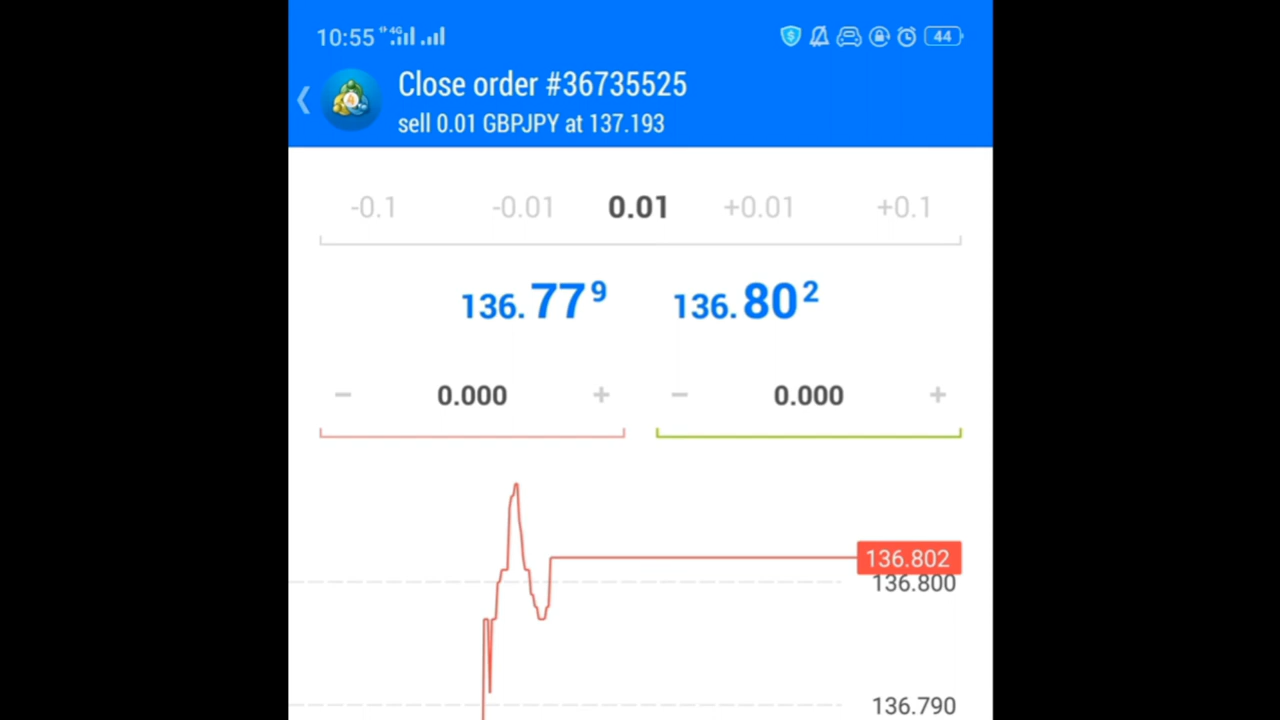 10:55 4G 44
Close order #36735525
sell 0.01 GBPJPY at 137.193
-0.1 -0.01 0.01 +0.01 +0.1
136.779 136.802
− 0.000 + − 0.000 +
136.802
136.800
136.790